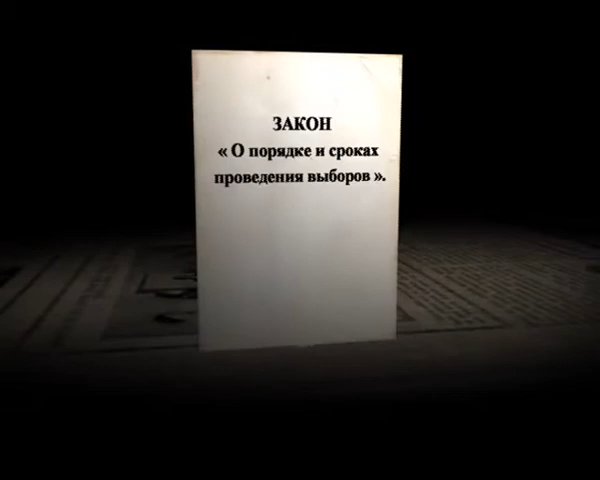 ЗАКОН
« О порядке и сроках
проведения выборов ».